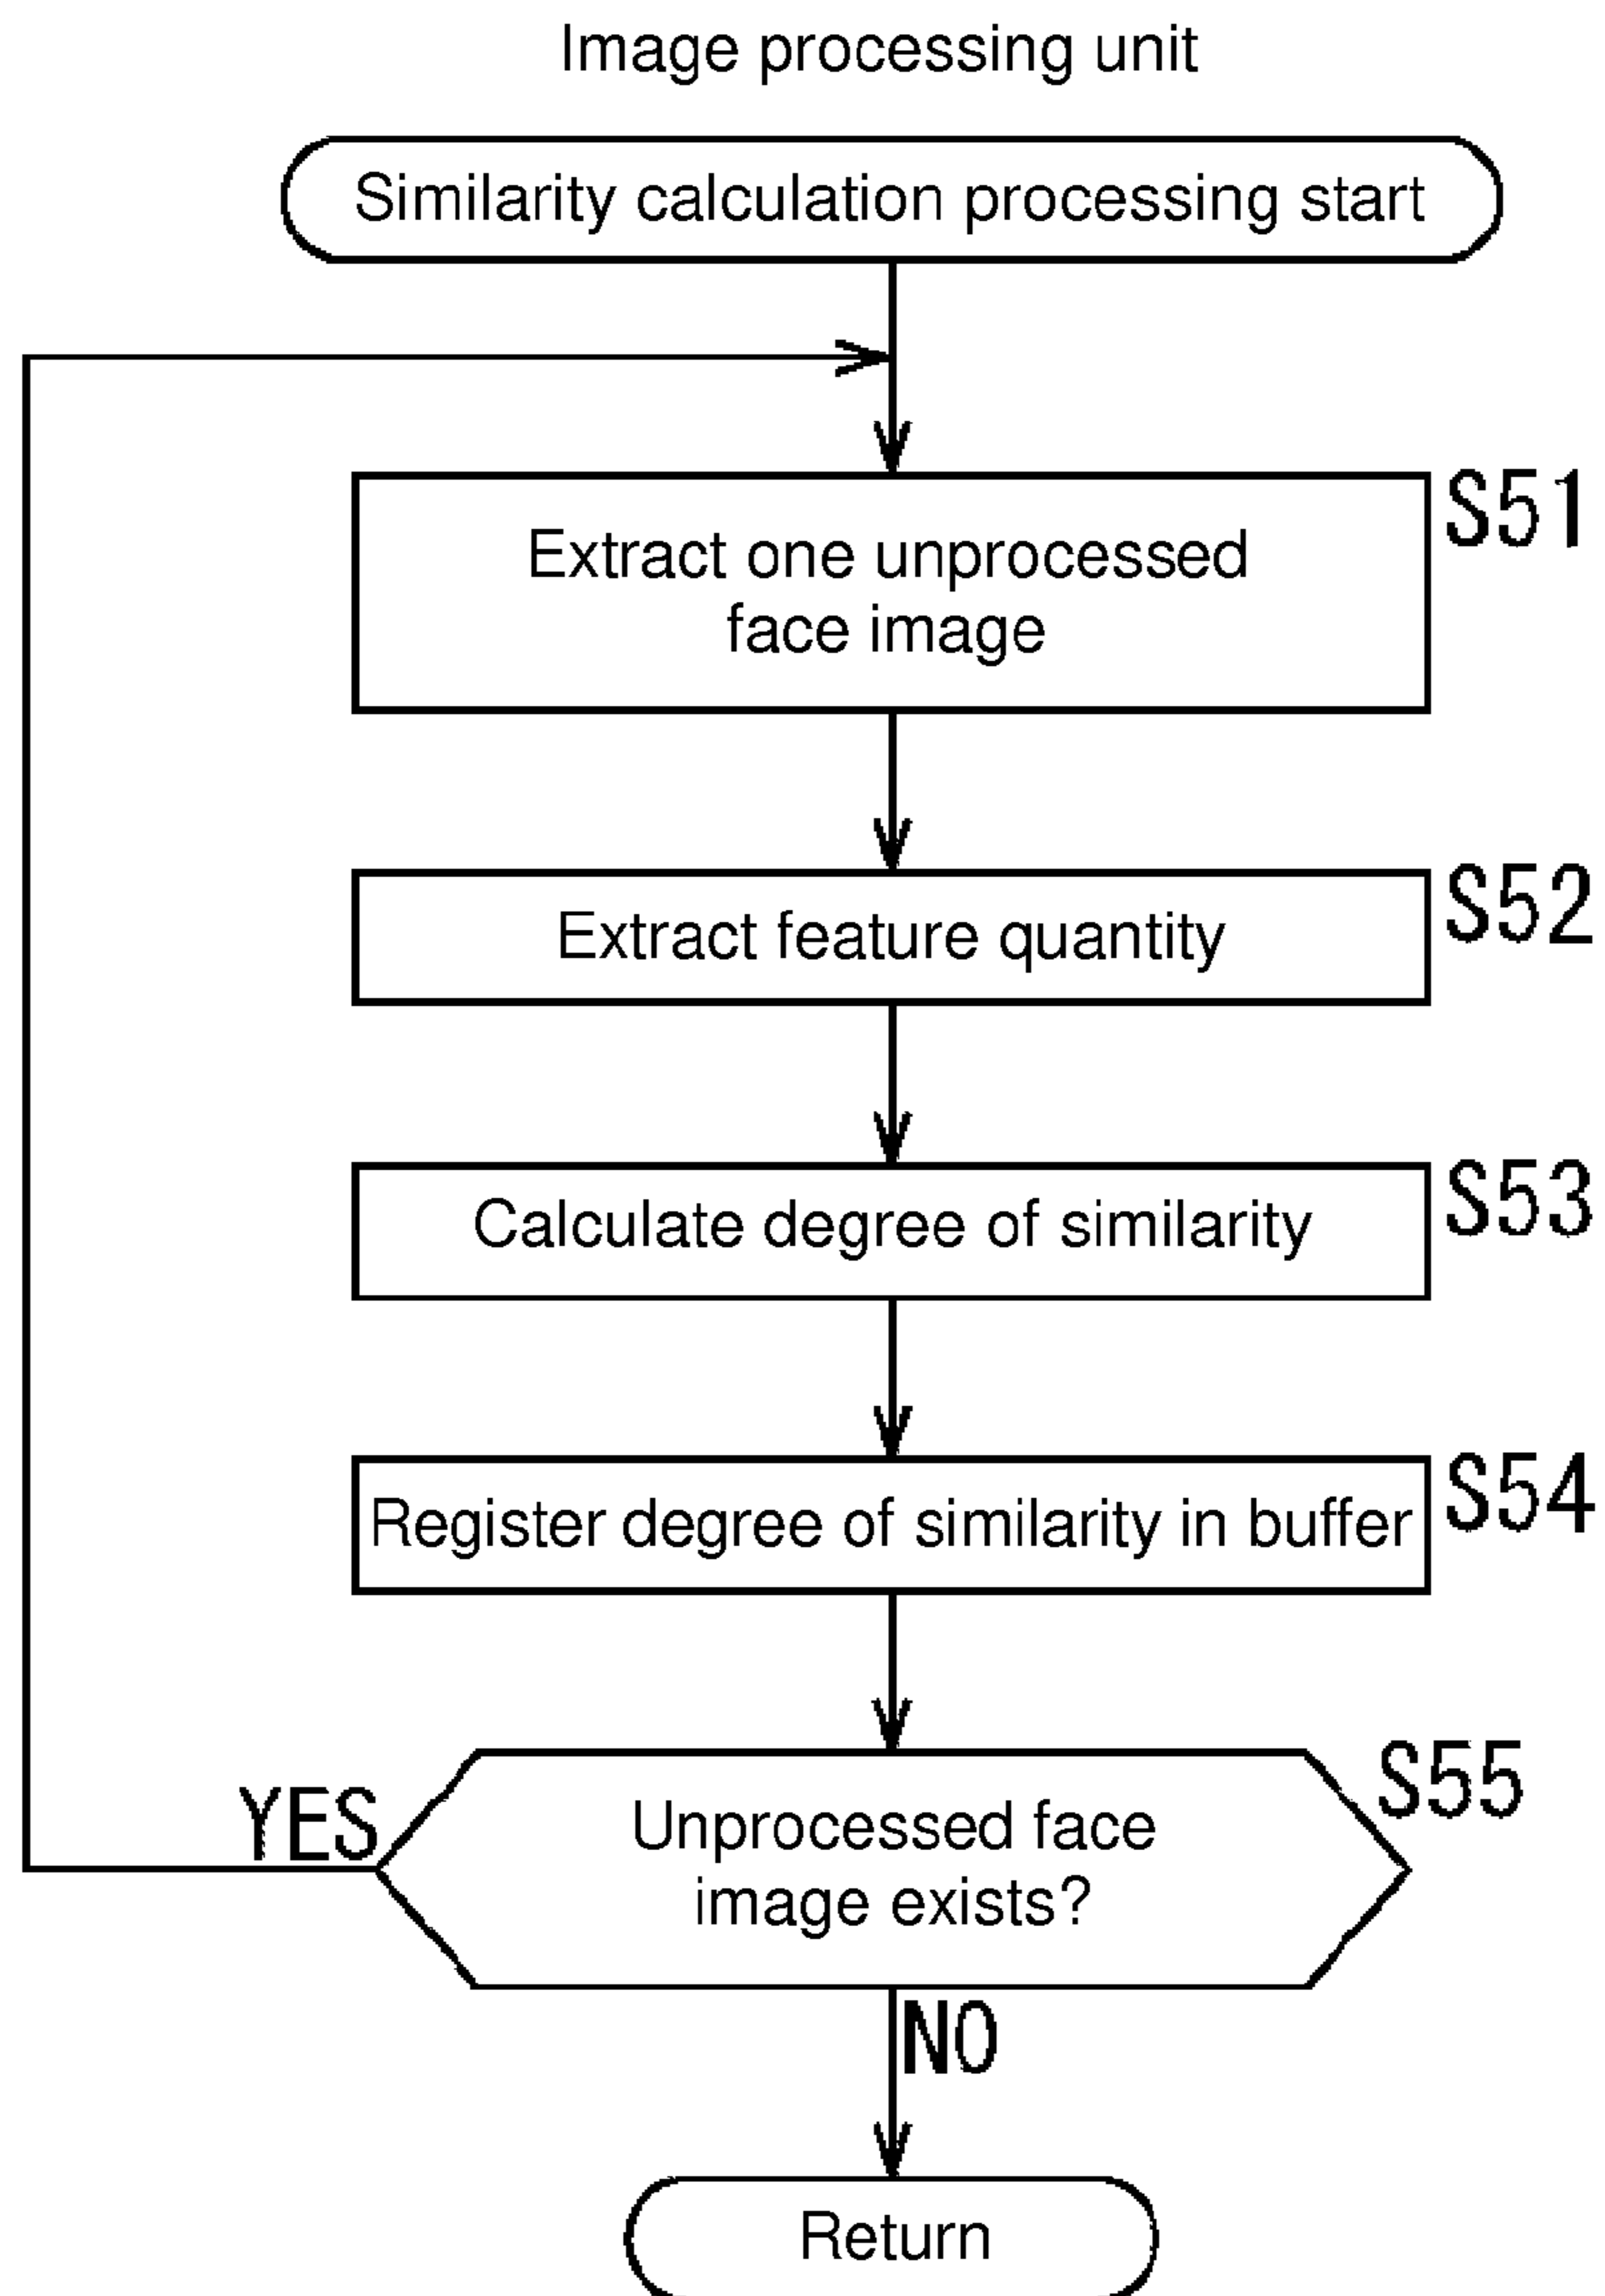 Image processing unit
Similarity calculation processing start
S51
Extract one unprocessed
face image
S52
Extract feature quantity
S53
Calculate degree of similarity
S54
Register degree of similarity in buffer
S55
YES
Unprocessed face
image exists?
NO
Return